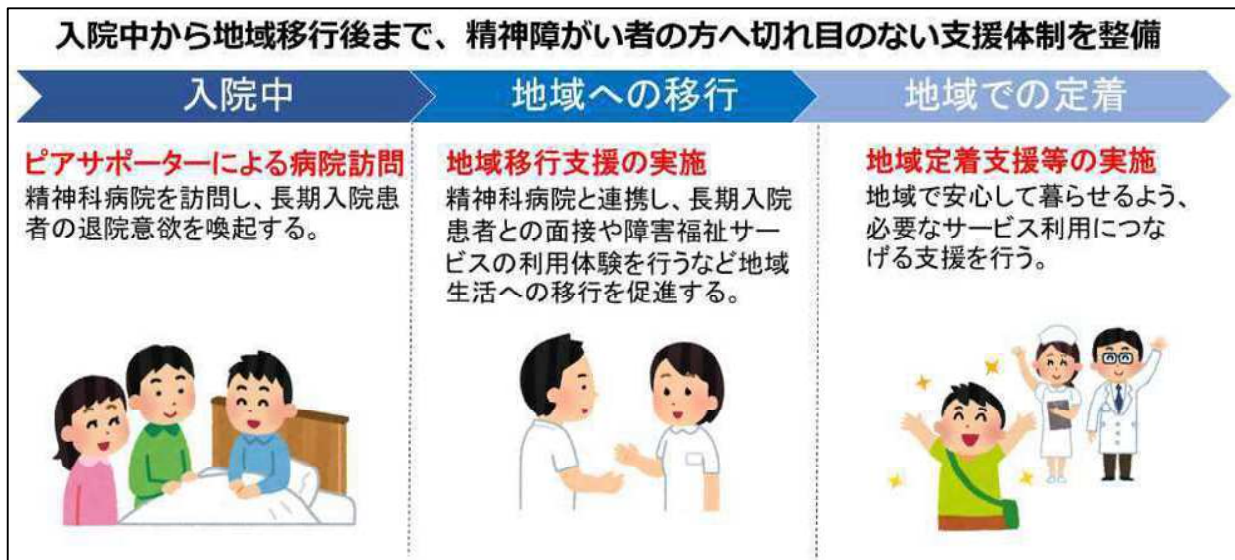 入院中から地域移行後まで、精神障がい者の方へ切れ目のない支援体制を整備
入院中
地域への移行
地域での定着
ピアサポーターによる病院訪問
精神科病院を訪問し、長期入院患
者の退院意欲を喚起する。
地域移行支援の実施
精神科病院と連携し、長期入院
患者との面接や障害福祉サー
ビスの利用体験を行うなど地域
生活への移行を促進する。
地域定着支援等の実施
地域で安心して暮らせるよう、
必要なサービス利用につな
げる支援を行う。